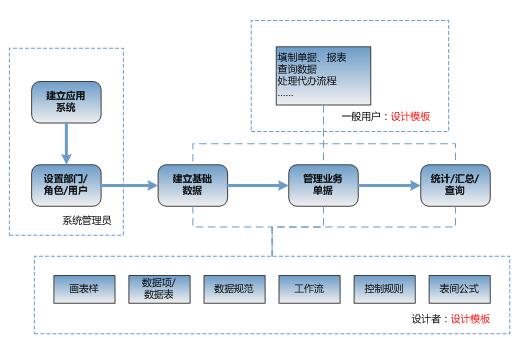 填制单据、报表
查询数据
处理代办流程
......
一般用户：设计模板
建立应用
系统
设置部门/
角色/用户
系统管理员
建立基础
数据
管理业务
单据
统计/汇总/
查询
画表样
数据项/
数据表
数据规范
工作流
控制规则
表间公式
设计者：设计模板